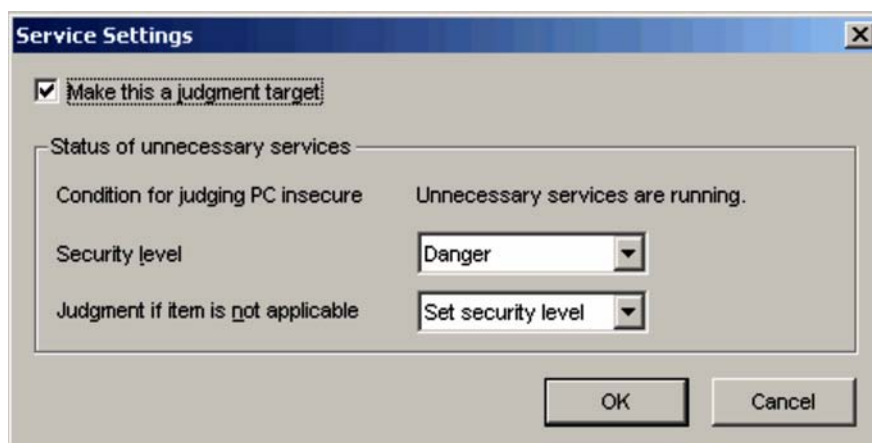 Service Settings
Make this a judgment target
Status of unnecessary services
Condition for judging PC insecure Unnecessary services are running.
Security level Danger
Judgment if item is not applicable Set security level
OK Cancel